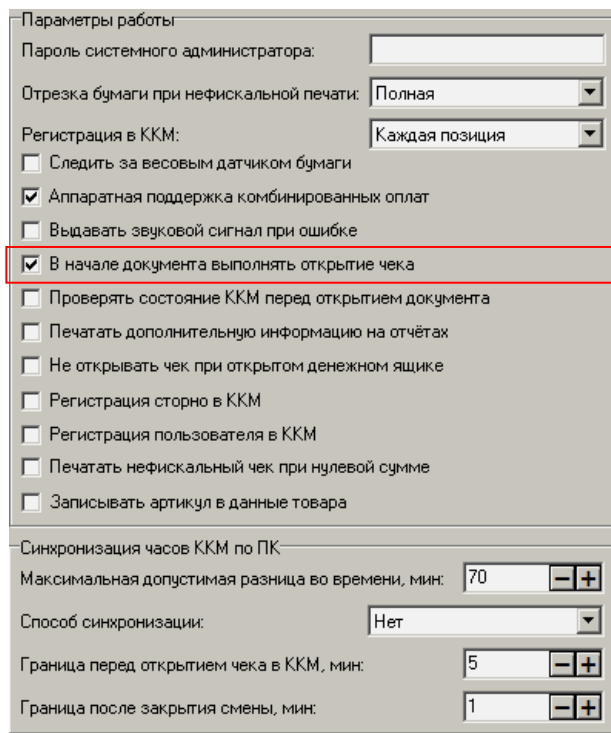 Параметры работы
Пароль системного администратора:
Отрезка бумаги при нефискальной печати: Полная
Регистрация в ККМ: Каждая позиция
Следить за весовым датчиком бумаги
Аппаратная поддержка комбинированных оплат
Выдавать звуковой сигнал при ошибке
В начале документа выполнять открытие чека
Проверять состояние ККМ перед открытием документа
Печатать дополнительную информацию на отчётах
Не открывать чек при открытом денежном ящике
Регистрация сторно в ККМ
Регистрация пользователя в ККМ
Печатать нефискальный чек при нулевой сумме
Записывать артикул в данные товара
Синхронизация часов ККМ по ПК
Максимальная допустимая разница во времени, мин: 70
Способ синхронизации: Нет
Граница перед открытием чека в ККМ, мин: 5
Граница после закрытия смены, мин: 1